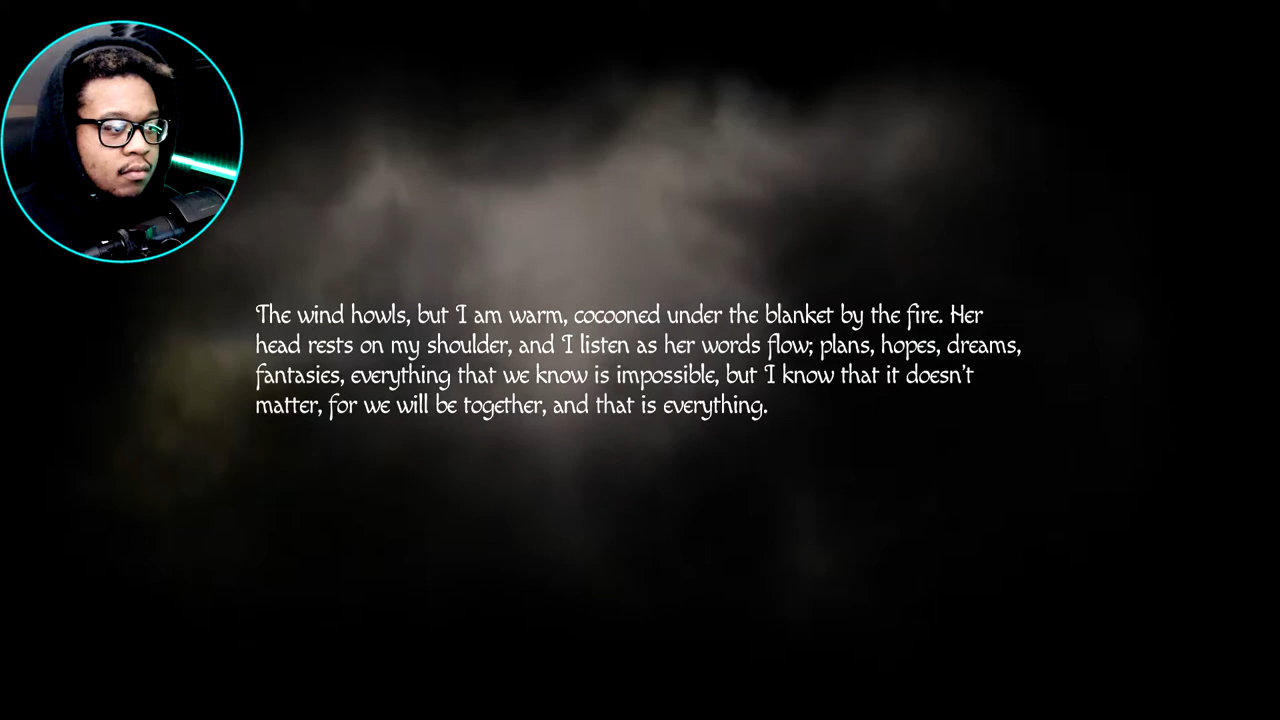 The wind howls, but I am warm, cocooned under the blanket by the fire. Her
head rests on my shoulder, and I listen as her words flow; plans, hopes, dreams,
fantasies, everything that we know is impossible, but I know that it doesn't
matter, for we will be together, and that is everything.